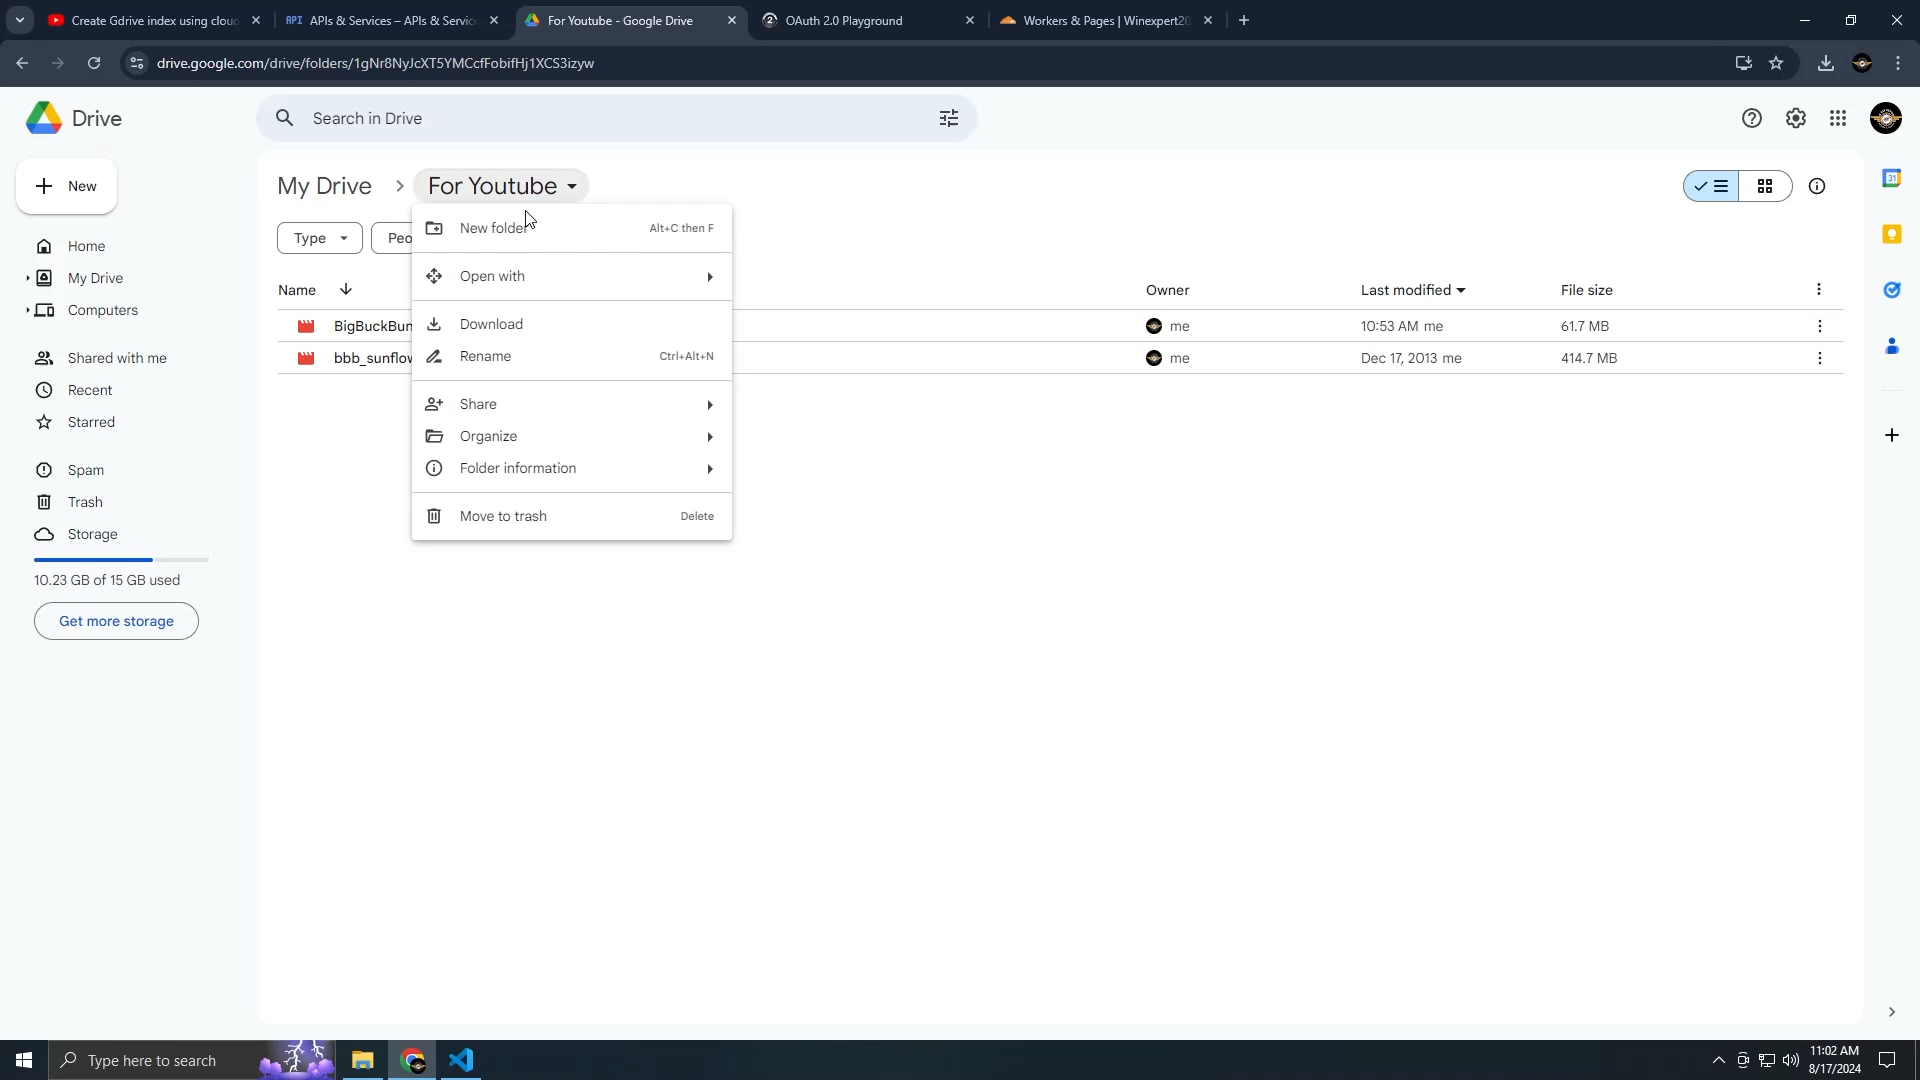 Create Gdrive index using clou
API APIs & Services – APIs & Servic
For Youtube - Google Drive
OAuth 2.0 Playground
Workers & Pages | Winexpert20
drive.google.com/drive/folders/1gNr8NyJcXT5YMCcfFobifHj1XCS3izyw
Drive
Search in Drive
New
My Drive
For Youtube
Home
My Drive
Computers
Shared with me
Recent
Starred
Spam
Trash
Storage
10.23 GB of 15 GB used
Get more storage
Type
Peo
New folder Alt+C then F
Open with
Download
Rename Ctrl+Alt+N
Share
Organize
Folder information
Move to trash Delete
Name Owner Last modified File size
BigBuckBun me 10:53 AM me 61.7 MB
bbb_sunflow me Dec 17, 2013 me 414.7 MB
31
Type here to search
11:02 AM
8/17/2024